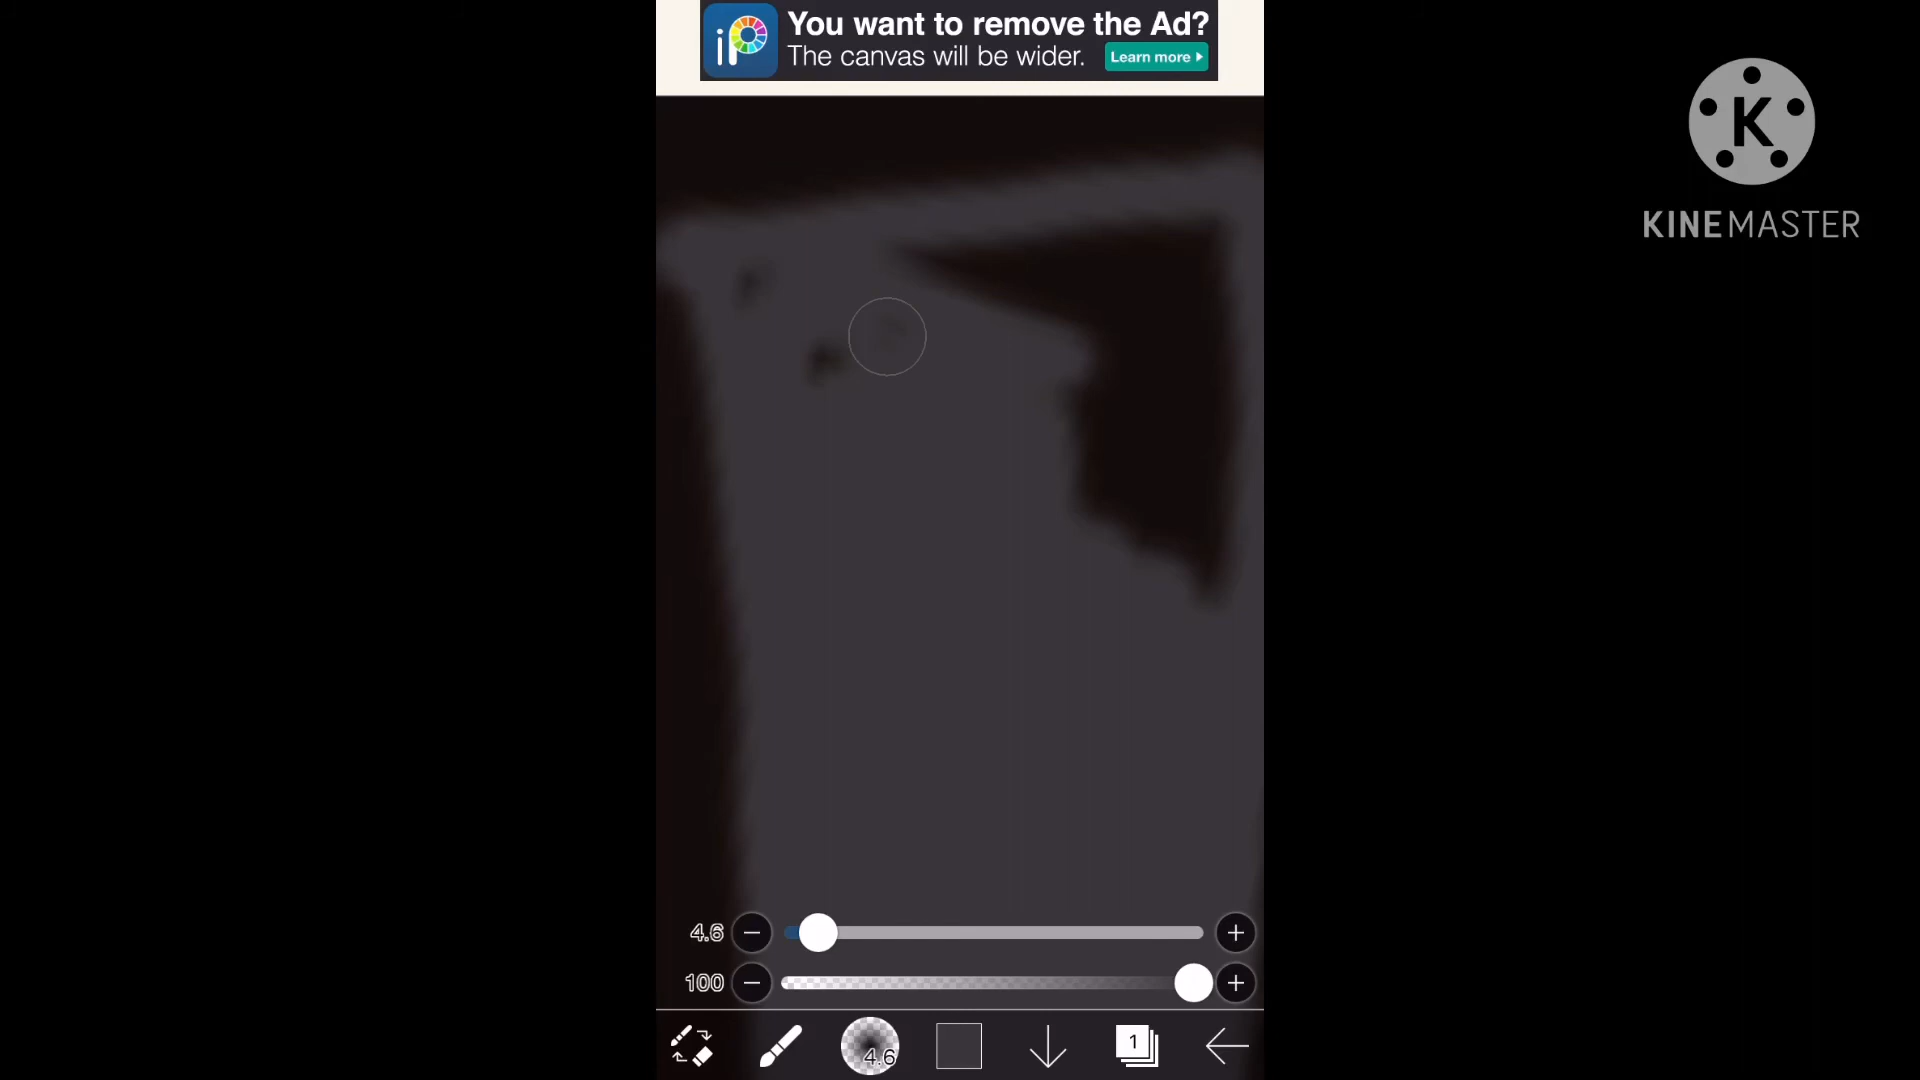 iP
You want to remove the Ad?
The canvas will be wider.
Learn more
K
KINEMASTER
4.6
100
4.6
1